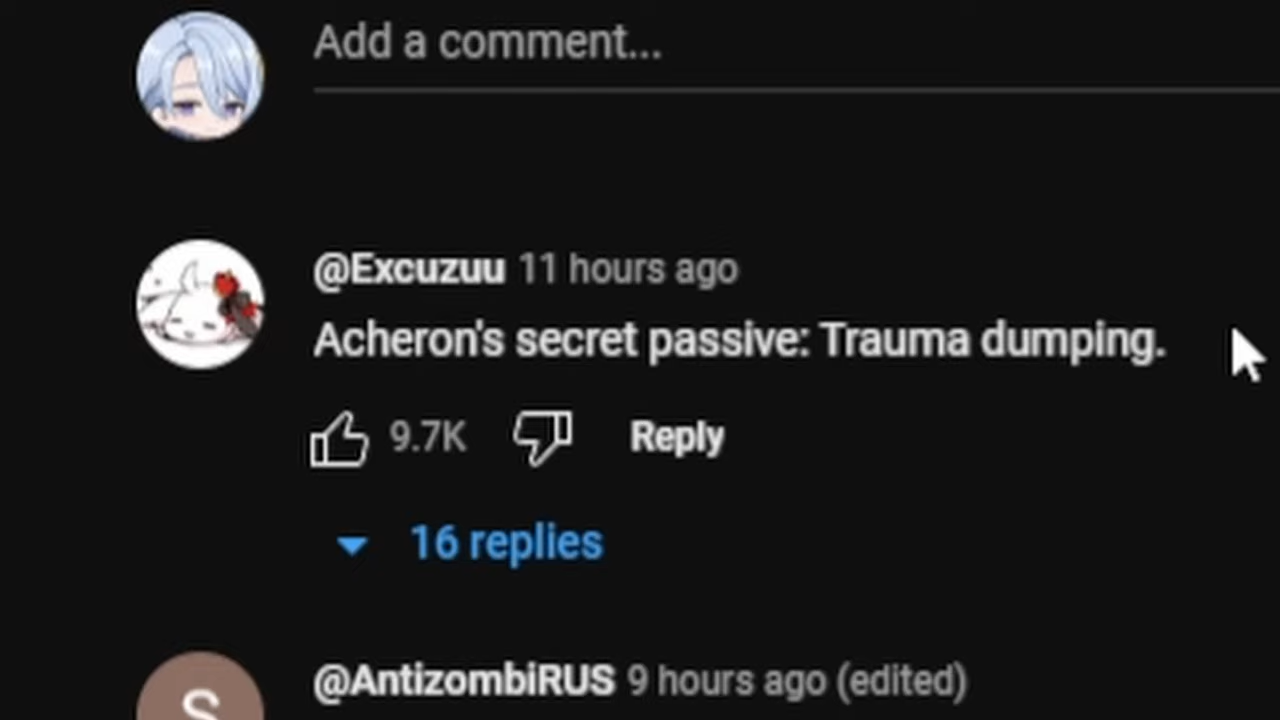 Add a comment...
@Excuzuu 11 hours ago
Acheron's secret passive: Trauma dumping.
9.7K Reply
16 replies
S
@AntizombiRUS 9 hours ago (edited)